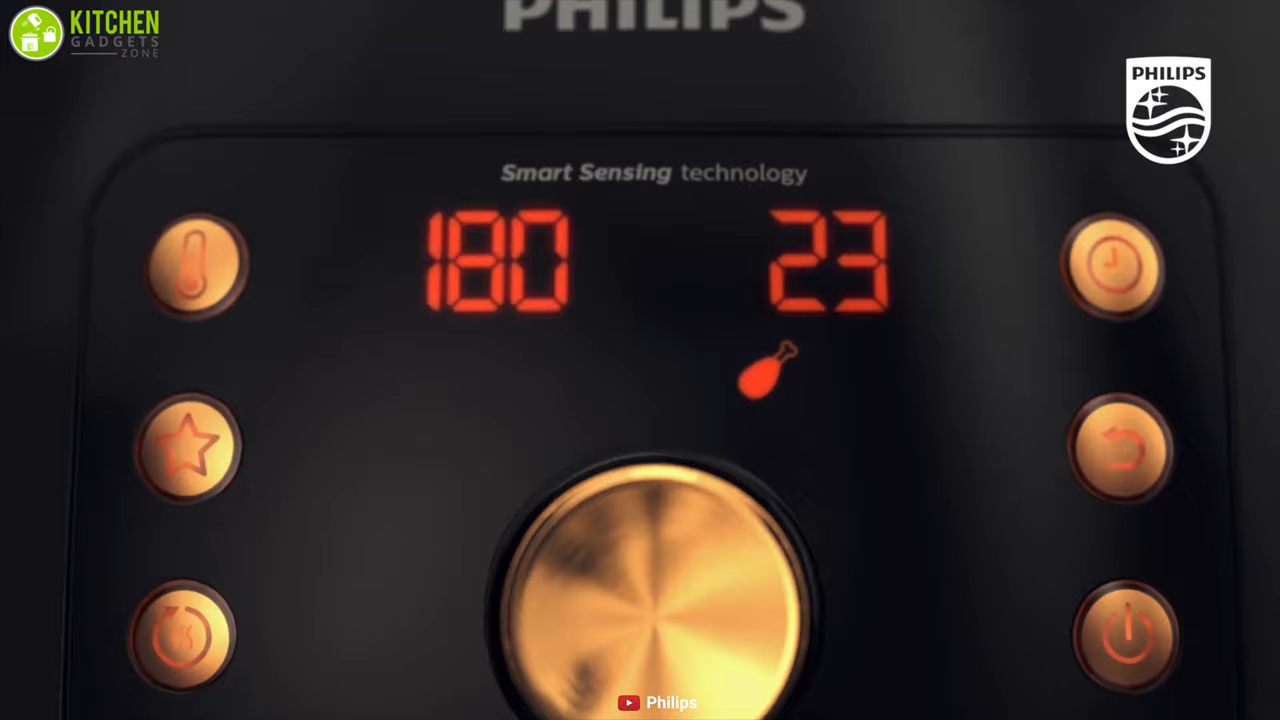 KITCHEN
GADGETS
ZONE
PHILIPS
PHILIPS
Smart Sensing technology
180 23
Philips